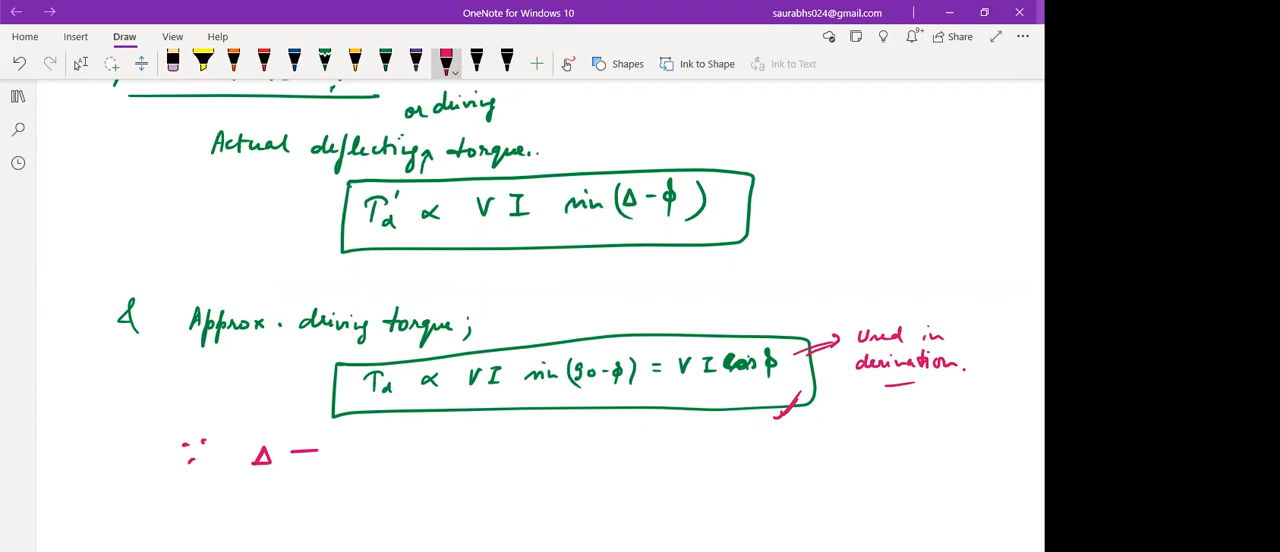 OneNote for Windows 10
saurabhs024@gmail.com
Home Insert Draw View Help
Share
Shapes Ink to Shape Ink to Text
or driving
Actual deflecting torque..
Td' ∝ V I sin(Δ-φ)
& Approx. driving torque;
Td ∝ VI sin(90-φ) = V I Cos φ
Used in
derivation.
∵ Δ —